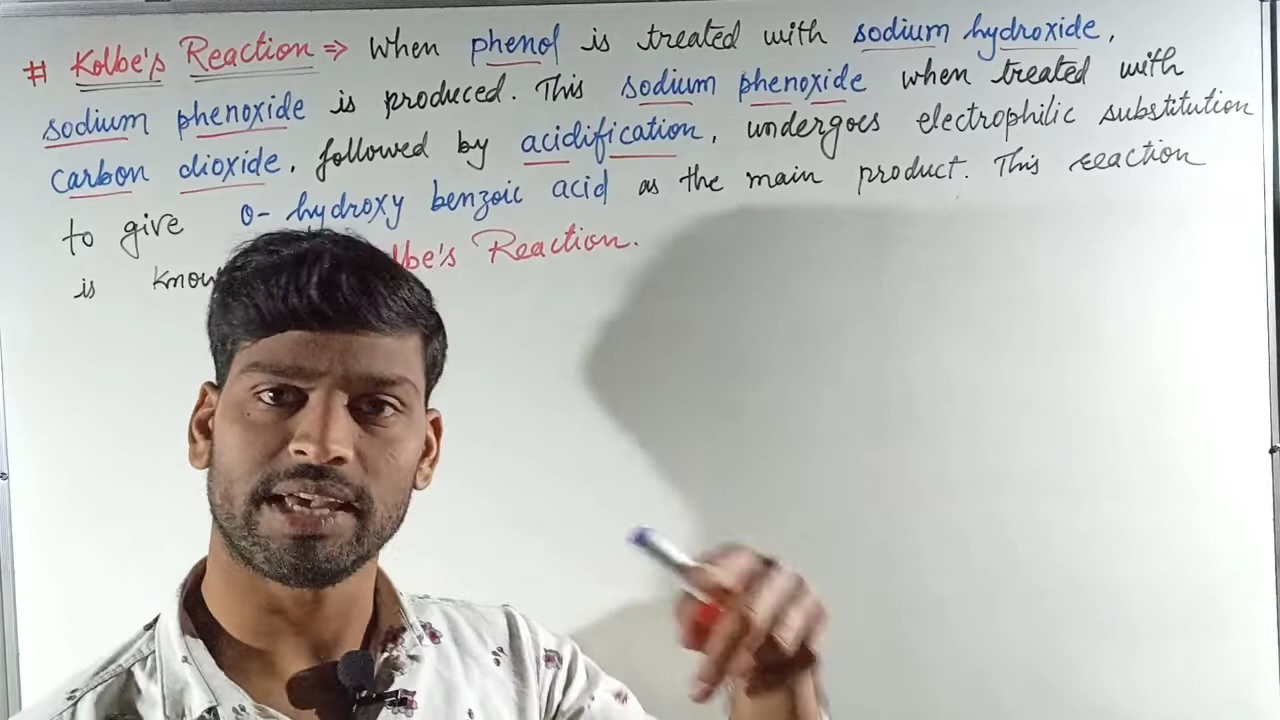 # Kolbe's Reaction ⇒ When phenol is treated with sodium hydroxide,
sodium phenoxide is produced. This sodium phenoxide when treated with
carbon dioxide, followed by acidification, undergoes electrophilic substitution
to give o- hydroxy benzoic acid as the main product. This reaction
is Reaction.